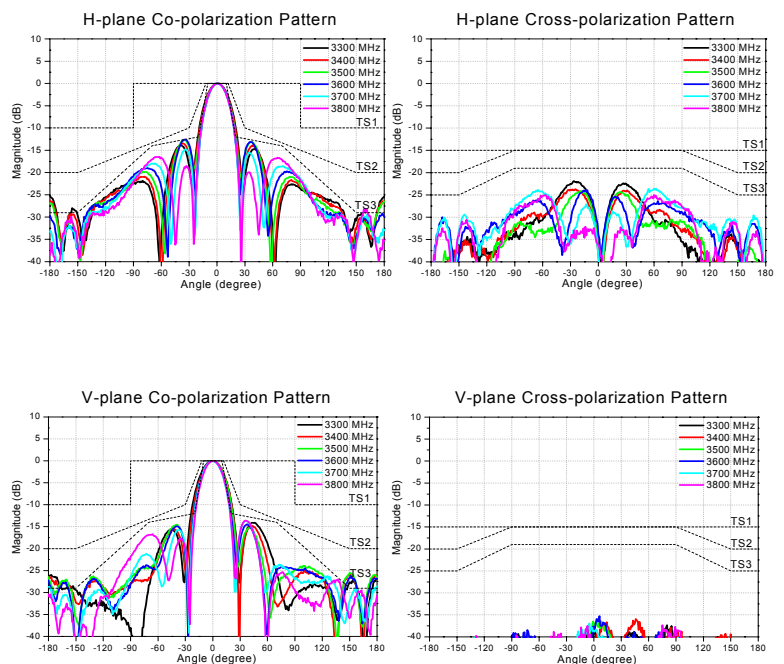 H-plane Co-polarization Pattern
10
5
0
-5
-10
-15
-20
-25
-30
-35
-40
Magnitude (dB)
3300 MHz
3400 MHz
3500 MHz
3600 MHz
3700 MHz
3800 MHz
TS1
TS2
TS3
-180 -150 -120 -90 -60 -30 0 30 60 90 120 150 180
Angle (degree)
H-plane Cross-polarization Pattern
10
5
0
-5
-10
-15
-20
-25
-30
-35
-40
Magnitude (dB)
3300 MHz
3400 MHz
3500 MHz
3600 MHz
3700 MHz
3800 MHz
TS1
TS2
TS3
-180 -150 -120 -90 -60 -30 0 30 60 90 120 150 180
Angle (degree)
V-plane Co-polarization Pattern
10
5
0
-5
-10
-15
-20
-25
-30
-35
-40
Magnitude (dB)
3300 MHz
3400 MHz
3500 MHz
3600 MHz
3700 MHz
3800 MHz
TS1
TS2
TS3
-180 -150 -120 -90 -60 -30 0 30 60 90 120 150 180
Angle (degree)
V-plane Cross-polarization Pattern
10
5
0
-5
-10
-15
-20
-25
-30
-35
-40
Magnitude (dB)
3300 MHz
3400 MHz
3500 MHz
3600 MHz
3700 MHz
3800 MHz
TS1
TS2
TS3
-180 -150 -120 -90 -60 -30 0 30 60 90 120 150 180
Angle (degree)